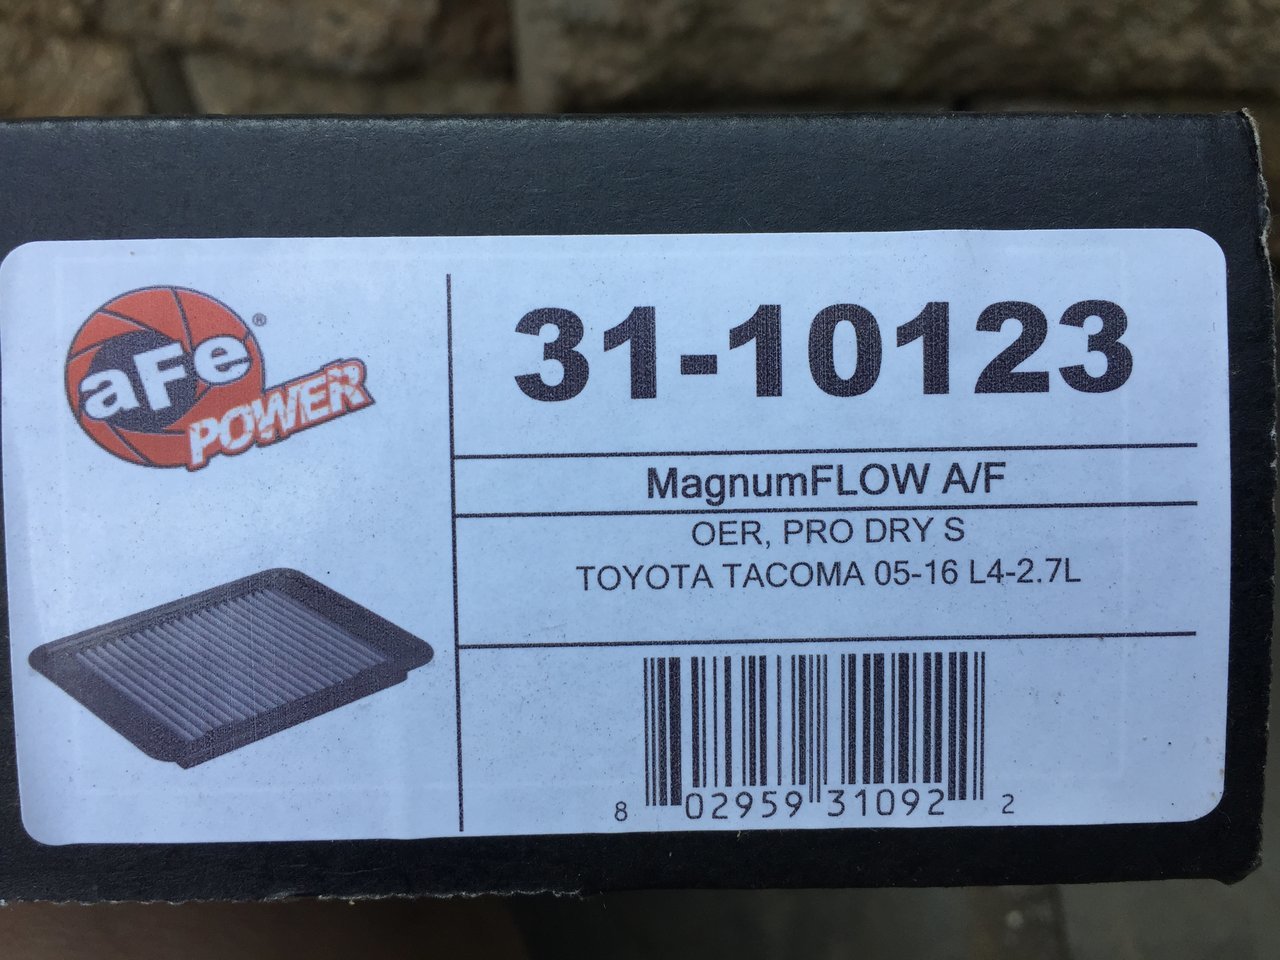 aFe®
POWER
31-10123
MagnumFLOW A/F
OER, PRO DRY S
TOYOTA TACOMA 05-16 L4-2.7L
8 02959 31092 2